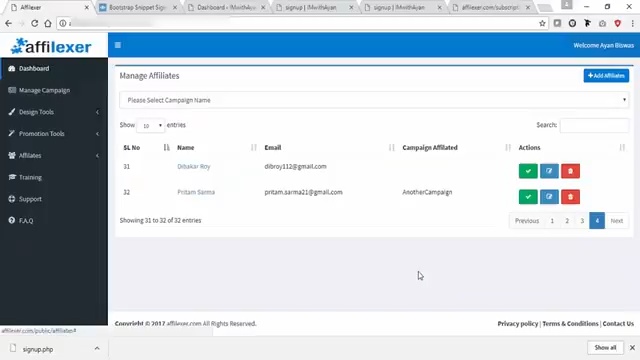 Affilexer
Bootstrap Snippet Sign
Dashboard ‹ iMwithAyan
signup | iMwithAyan
signup | iMwithAyan
affilexer.com/subscripti
affilexer
Welcome Ayan Biswas
Dashboard
Manage Campaign
Design Tools
Promotion Tools
Affilates
Training
Support
F.A.Q
Manage Affiliates
Add Affiliates
Please Select Campaign Name
Show 10 entries
Search:
SL No Name Email Campaign Affilated Actions
31 Dibakar Roy dibroy112@gmail.com
32 Pritam Sarma pritam.sarma21@gmail.com AnotherCampaign
Showing 31 to 32 of 32 entries
Previous 1 2 3 4 Next
Copyright © 2017 affilexer.com All Rights Reserved.
Privacy policy | Terms & Conditions | Contact Us
affilexer.com/public/affiliates#
signup.php
Show all